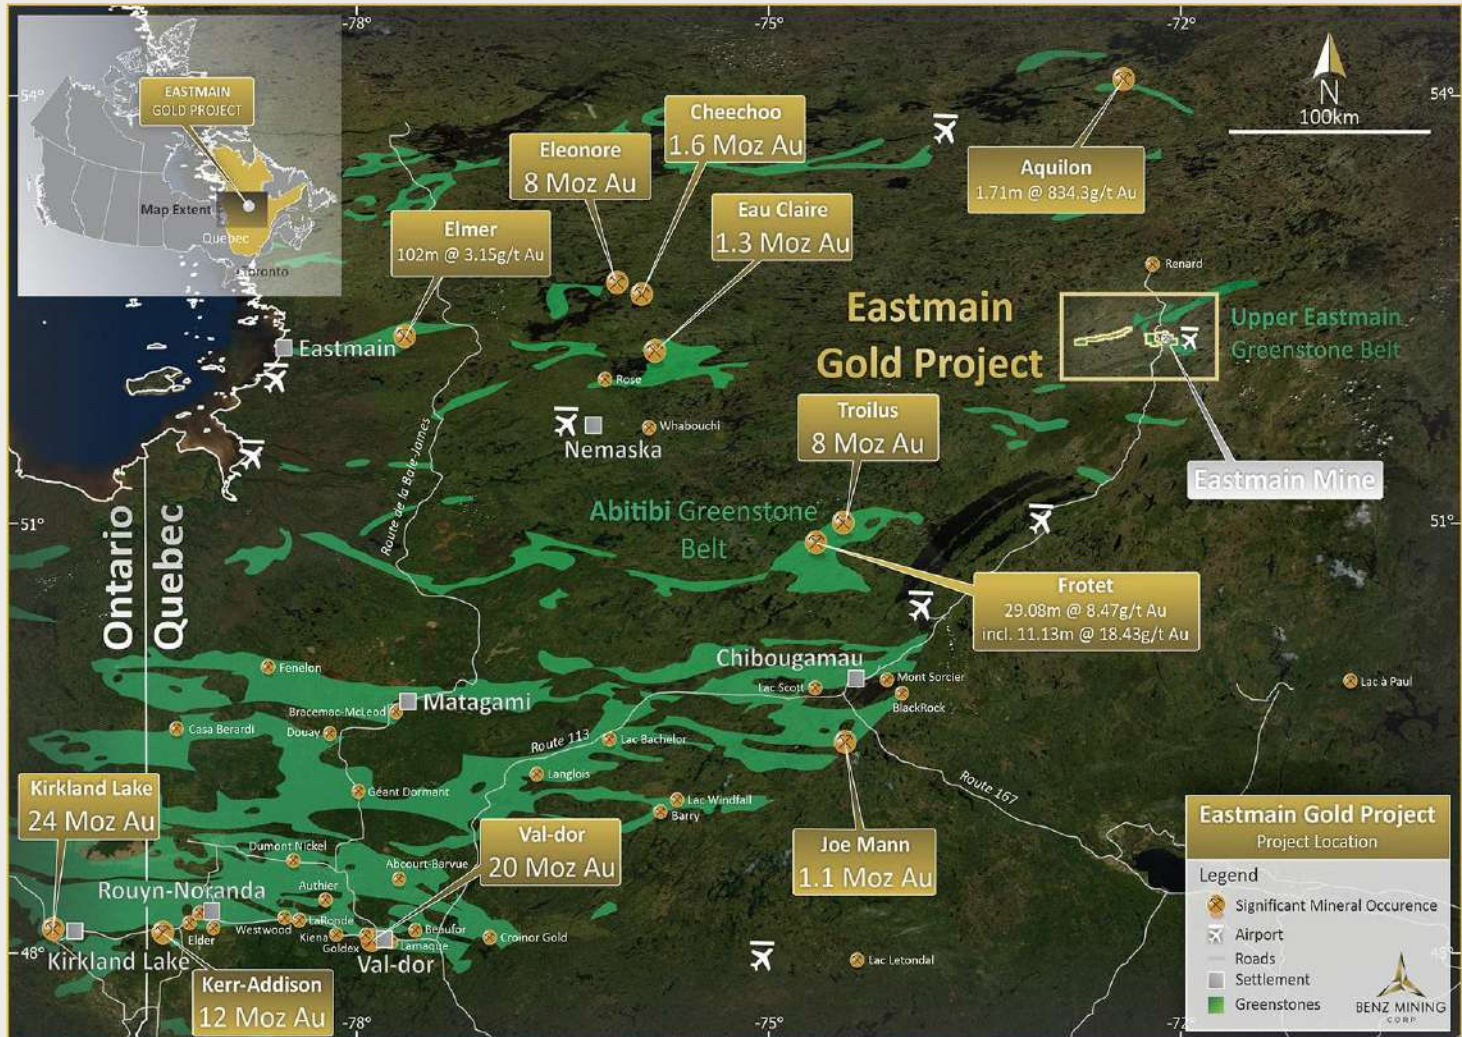 -78°
-75°
-72°
54°
54°
EASTMAIN
GOLD PROJECT
Map Extent
Quebec
Toronto
N
100km
Cheechoo
1.6 Moz Au
Eleonore
8 Moz Au
Aquilon
1.71m @ 834.3g/t Au
Eau Claire
1.3 Moz Au
Elmer
102m @ 3.15g/t Au
Renard
Eastmain
Gold Project
Upper Eastmain
Greenstone Belt
Eastmain
Rose
Troilus
8 Moz Au
Whabouchi
Nemaska
Route de la Baie-James
Eastmain Mine
51°
51°
Abitibi Greenstone
Belt
Ontario
Quebec
Frotet
29.08m @ 8.47g/t Au
incl. 11.13m @ 18.43g/t Au
Chibougamau
Fenelon
Lac Scott
Mont Sorcier
BlackRock
Lac à Paul
Matagami
Bracemac-McLeod
Casa Berardi
Douay
Route 113
Lac Bachelor
Langlois
Route 167
Géant Dormant
Lac Windfall
Barry
Kirkland Lake
24 Moz Au
Val-dor
20 Moz Au
Joe Mann
1.1 Moz Au
Dumont Nickel
Abcourt-Barvue
Rouyn-Noranda
Authier
LaRonde
Westwood
Elder
Kiena
Goldex
Beaufor
Lamaque
Croinor Gold
48°
Kirkland Lake
Val-dor
Lac Letondal
48°
Kerr-Addison
12 Moz Au
-78°
-75°
-72°
Eastmain Gold Project
Project Location
Legend
Significant Mineral Occurence
Airport
Roads
Settlement
Greenstones
BENZ MINING
CORP